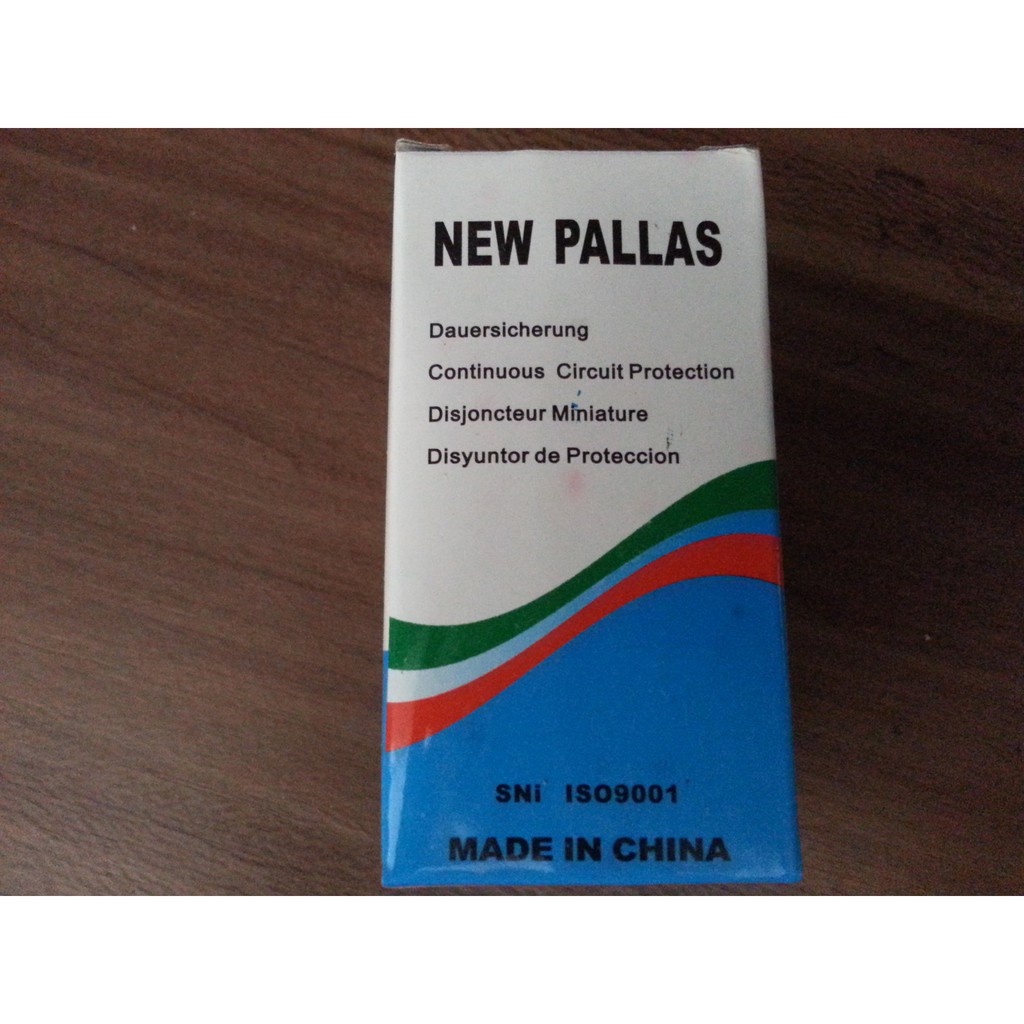 NEW PALLAS
Dauersicherung
Continuous Circuit Protection
Disjoncteur Miniature
Disyuntor de Proteccion
SNi ISO9001
MADE IN CHINA